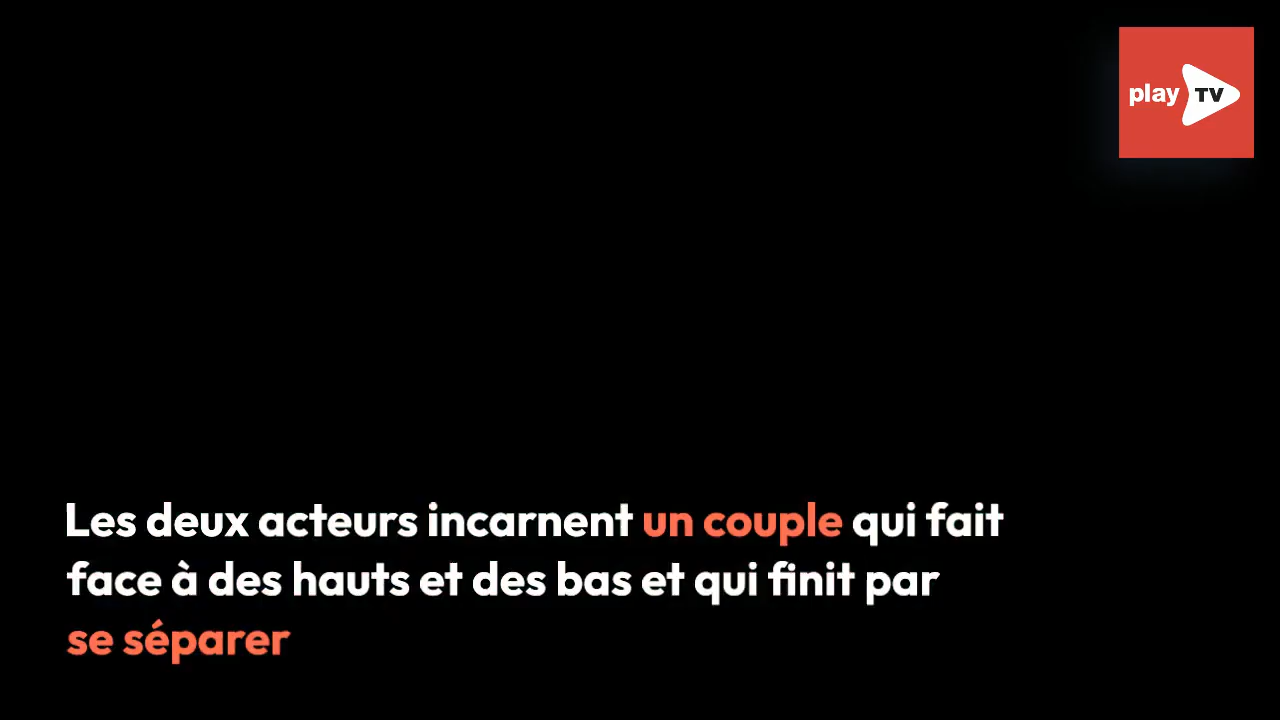 play TV
Les deux acteurs incarnent un couple qui fait
face à des hauts et des bas et qui finit par
se séparer